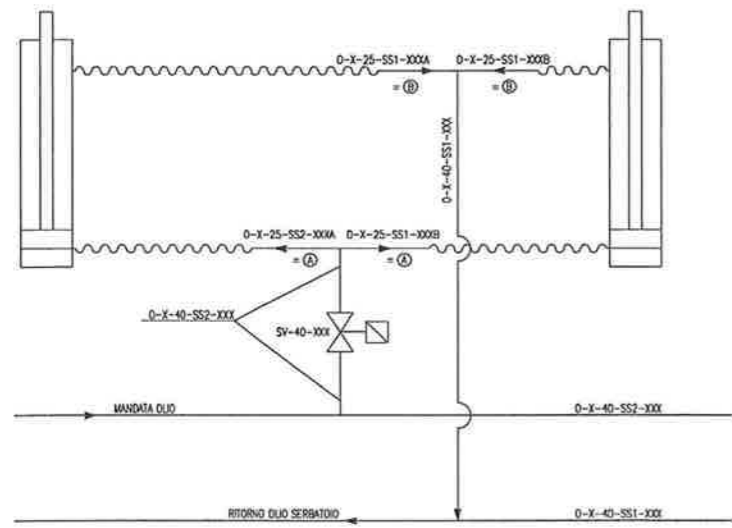 O-X-25-SS1-XXXA
O-X-25-SS1-XXXB
= B
= B
O-X-40-SS1-XXX
O-X-25-SS2-XXXA
O-X-25-SS1-XXXB
= A
= A
O-X-40-SS2-XXX
SV-40-XXX
MANDATA OLIO
O-X-40-SS2-XXX
RITORNO OLIO SERBATOIO
O-X-40-SS1-XXX